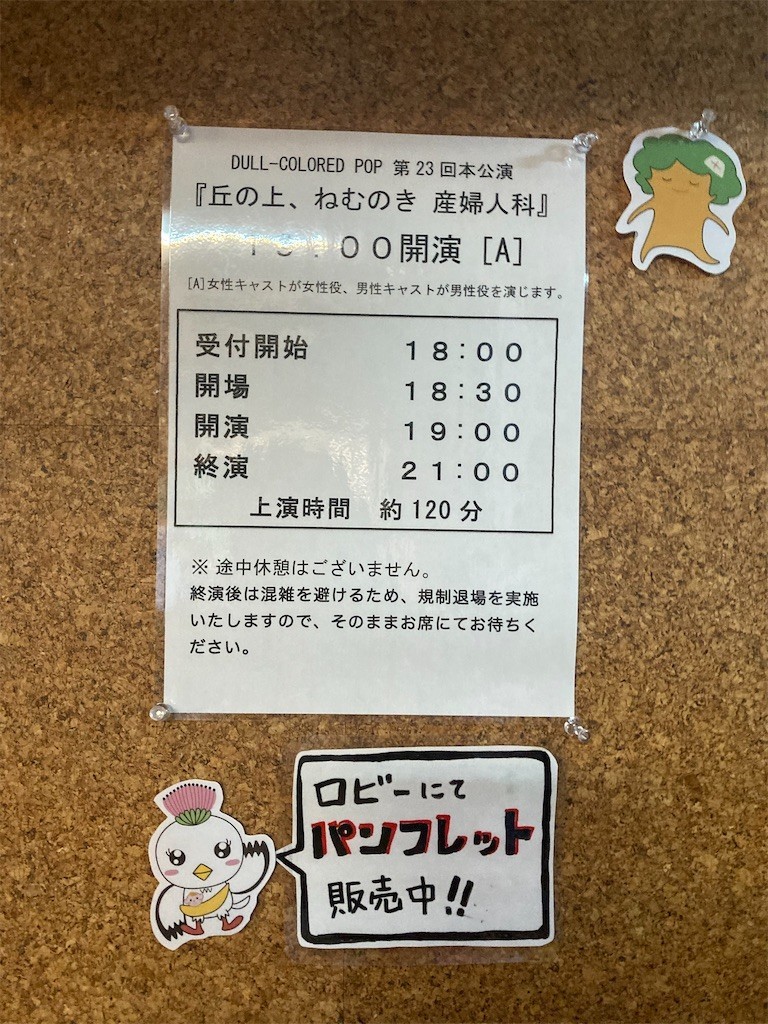 DULL-COLORED POP 第23回本公演
『丘の上、ねむのき 産婦人科』
19:00開演 [A]
[A]女性キャストが女性役、男性キャストが男性役を演じます。
受付開始 18:00
開場 18:30
開演 19:00
終演 21:00
上演時間 約120分
※ 途中休憩はございません。
終演後は混雑を避けるため、規制退場を実施
いたしますので、そのままお席にてお待ちく
ださい。
ロビーにて
パンフレット
販売中!!